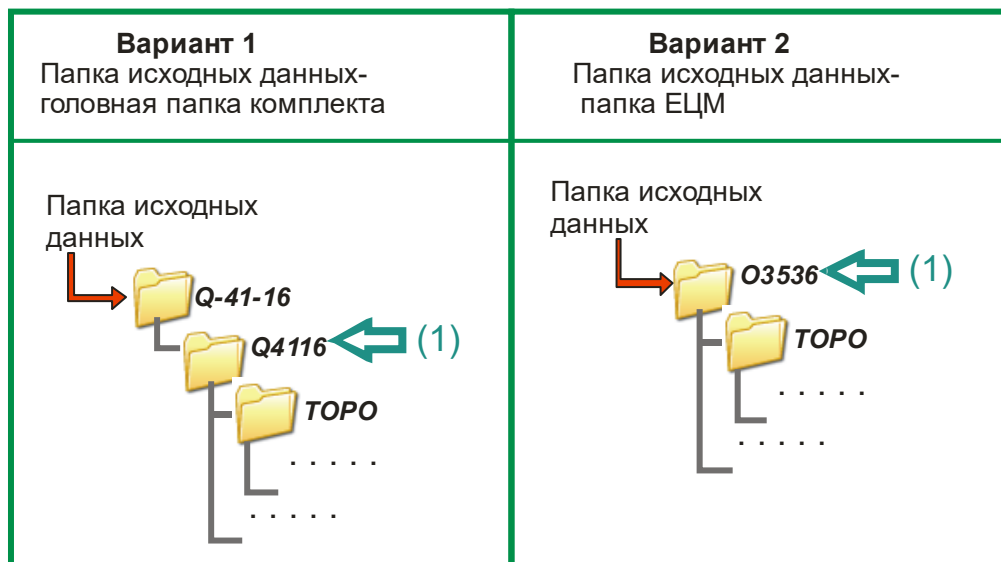 Вариант 1
Папка исходных данных-
головная папка комплекта
Вариант 2
Папка исходных данных-
папка ЕЦМ
Папка исходных
данных
Q-41-16
Q4116
(1)
TOPO
. . . . .
. . . . .
Папка исходных
данных
O3536
(1)
TOPO
. . . . .
. . . . .